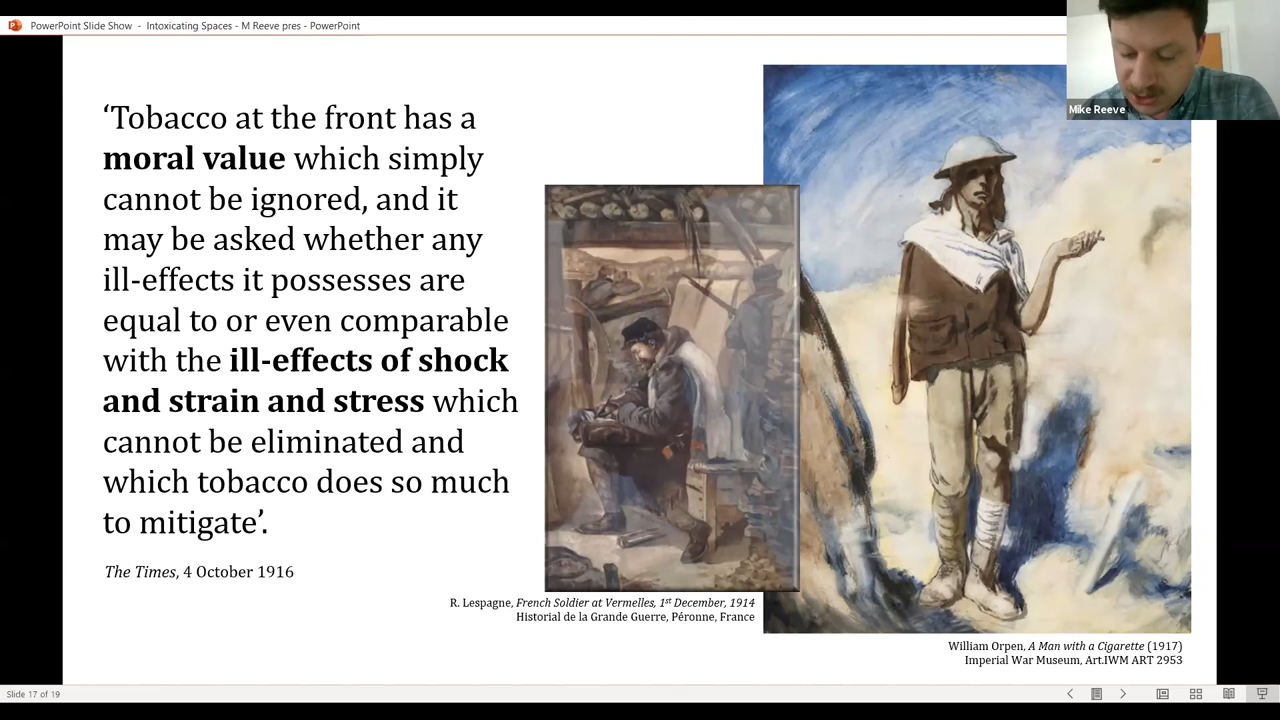 PowerPoint Slide Show - Intoxicating Spaces - M Reeve pres - PowerPoint
Mike Reeve
‘Tobacco at the front has a
moral value which simply
cannot be ignored, and it
may be asked whether any
ill-effects it possesses are
equal to or even comparable
with the ill-effects of shock
and strain and stress which
cannot be eliminated and
which tobacco does so much
to mitigate’.
The Times, 4 October 1916
R. Lespagne, French Soldier at Vermelles, 1st December, 1914
Historial de la Grande Guerre, Péronne, France
William Orpen, A Man with a Cigarette (1917)
Imperial War Museum, Art.IWM ART 2953
Slide 17 of 19